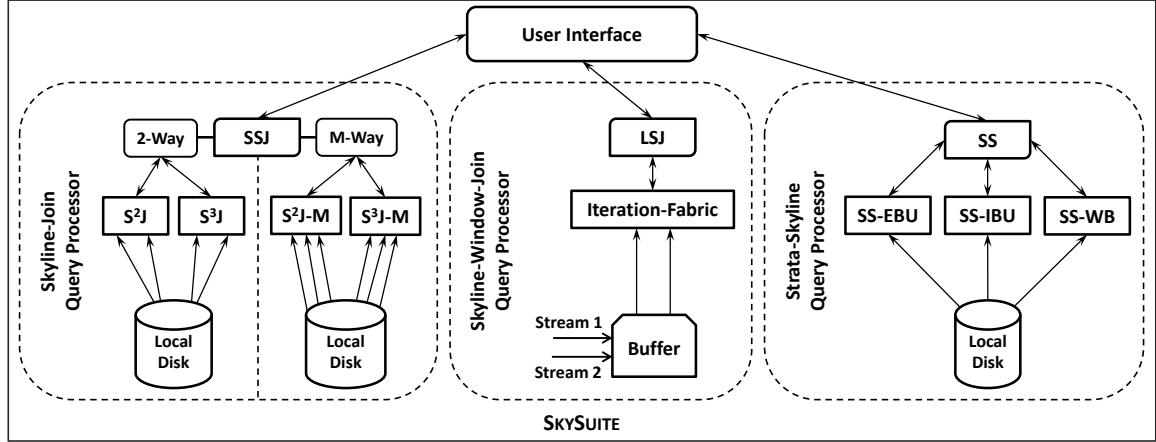 User Interface
Skyline-Join
Query Processor
2-Way
SSJ
M-Way
S²J
S³J
S²J-M
S³J-M
Local
Disk
Local
Disk
Skyline-Window-Join
Query Processor
LSJ
Iteration-Fabric
Stream 1
Stream 2
Buffer
Strata-Skyline
Query Processor
SS
SS-EBU
SS-IBU
SS-WB
Local
Disk
SKYSUITE